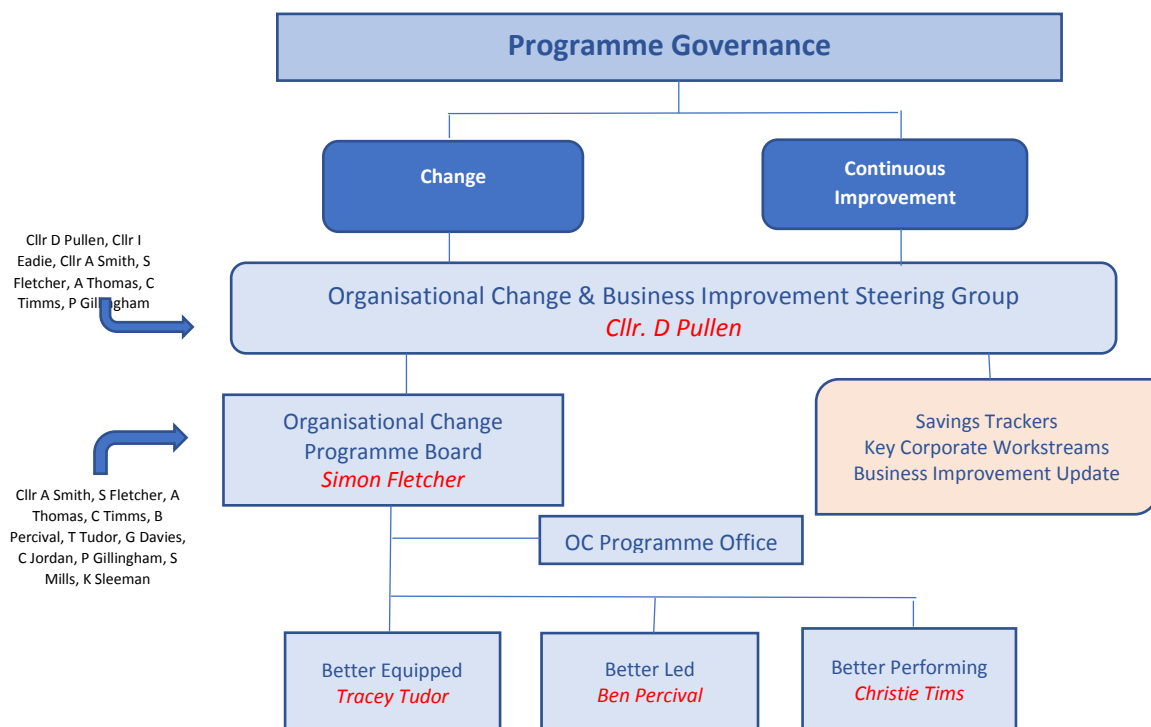 Programme Governance
Change
Continuous
Improvement
Cllr D Pullen, Cllr I
Eadie, Cllr A Smith, S
Fletcher, A Thomas, C
Timms, P Gillingham
Organisational Change & Business Improvement Steering Group
Cllr. D Pullen
Organisational Change
Programme Board
Simon Fletcher
Savings Trackers
Key Corporate Workstreams
Business Improvement Update
Cllr A Smith, S Fletcher, A
Thomas, C Timms, B
Percival, T Tudor, G Davies,
C Jordan, P Gillingham, S
Mills, K Sleeman
OC Programme Office
Better Equipped
Tracey Tudor
Better Led
Ben Percival
Better Performing
Christie Tims